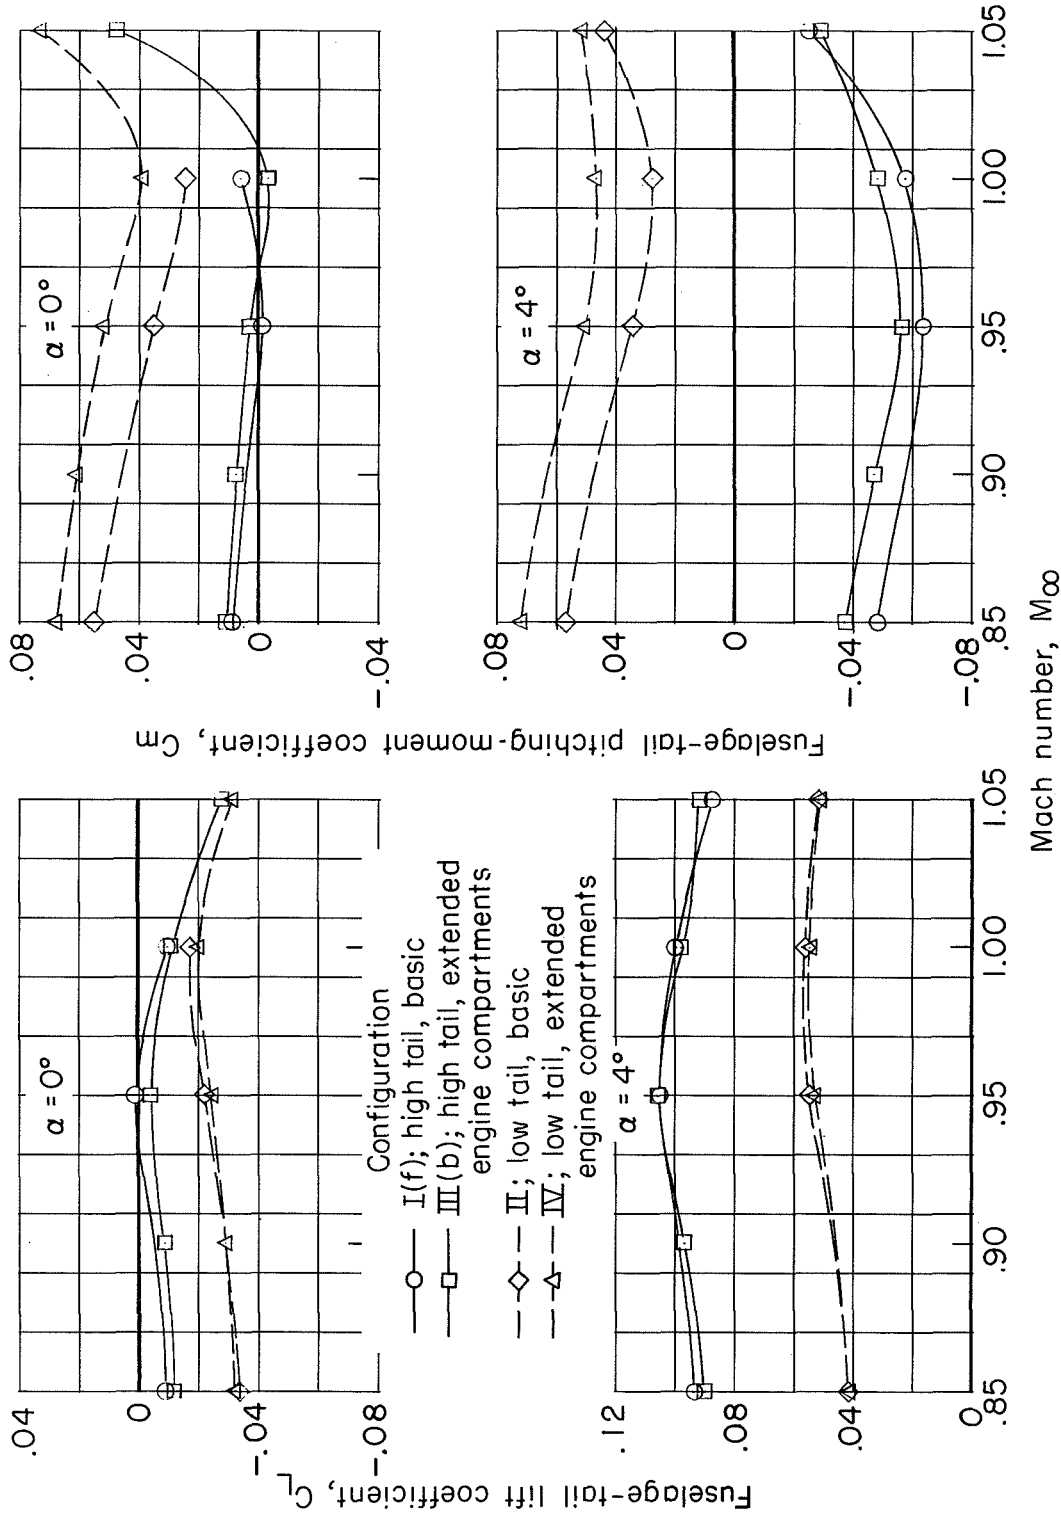 .04
0
-.04
-.08
α = 0°
Fuselage-tail lift coefficient, C_L
Configuration
I(f); high tail, basic
III(b); high tail, extended
engine compartments
II; low tail, basic
IV; low tail, extended
engine compartments
.12
.08
.04
0
α = 4°
.85
.90
.95
1.00
1.05
.08
.04
0
-.04
α = 0°
Fuselage-tail pitching-moment coefficient, C_m
.08
.04
0
-.04
-.08
α = 4°
.85
.90
.95
1.00
1.05
Mach number, M_∞